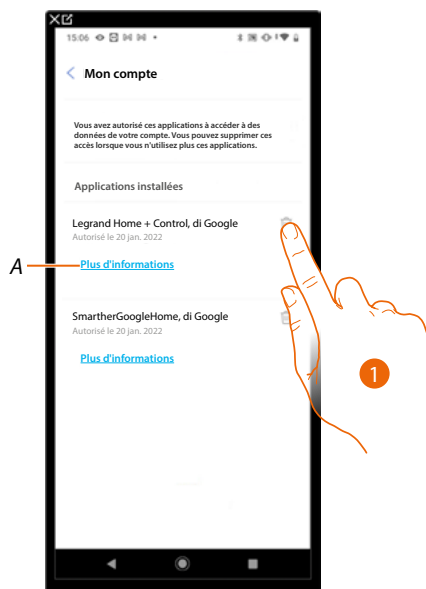 15:06
Mon compte
Vous avez autorisé ces applications à accéder à des
données de votre compte. Vous pouvez supprimer ces
accès lorsque vous n'utilisez plus ces applications.
Applications installées
Legrand Home + Control, di Google
Autorisé le 20 jan. 2022
A
Plus d'informations
SmartherGoogleHome, di Google
Autorisé le 20 jan. 2022
Plus d'informations
1